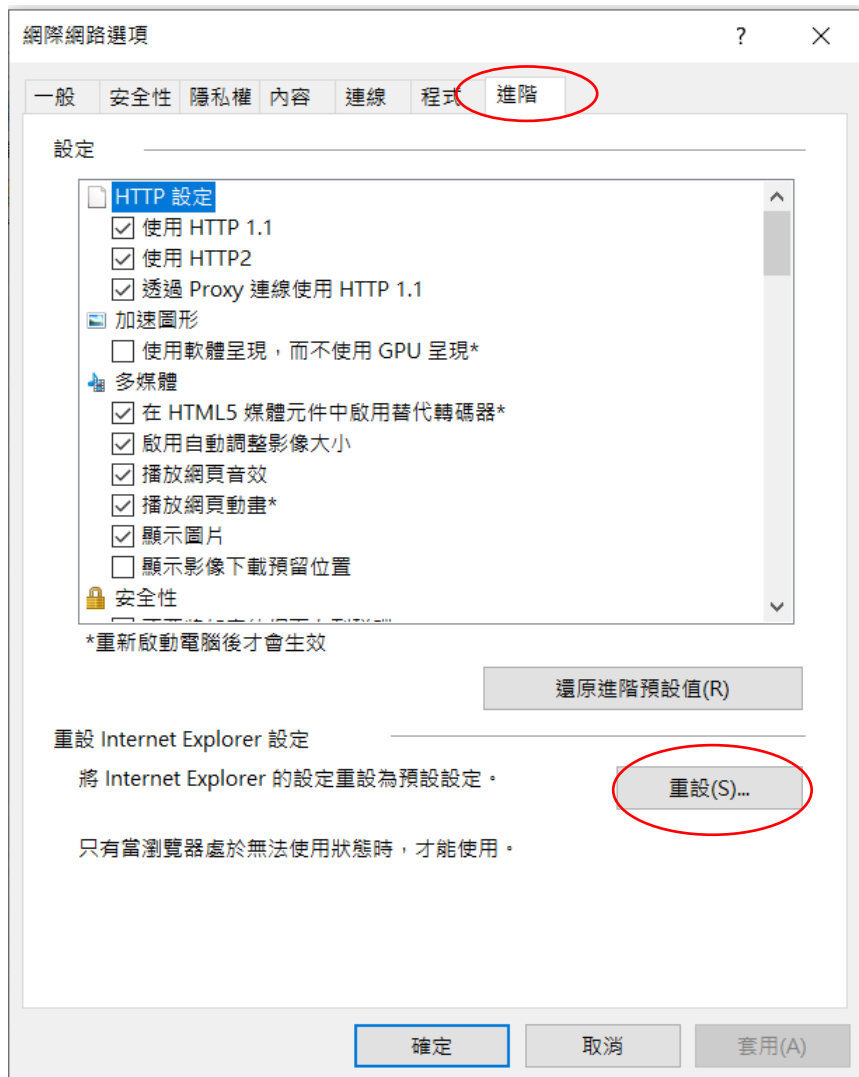 網際網路選項 ?
一般 安全性 隱私權 內容 連線 程式 進階
設定
HTTP 設定
使用 HTTP 1.1
使用 HTTP2
透過 Proxy 連線使用 HTTP 1.1
加速圖形
使用軟體呈現，而不使用 GPU 呈現*
多媒體
在 HTML5 媒體元件中啟用替代轉碼器*
啟用自動調整影像大小
播放網頁音效
播放網頁動畫*
顯示圖片
顯示影像下載預留位置
安全性
*重新啟動電腦後才會生效
還原進階預設值(R)
重設 Internet Explorer 設定
將 Internet Explorer 的設定重設為預設設定。
重設(S)...
只有當瀏覽器處於無法使用狀態時，才能使用。
確定 取消 套用(A)